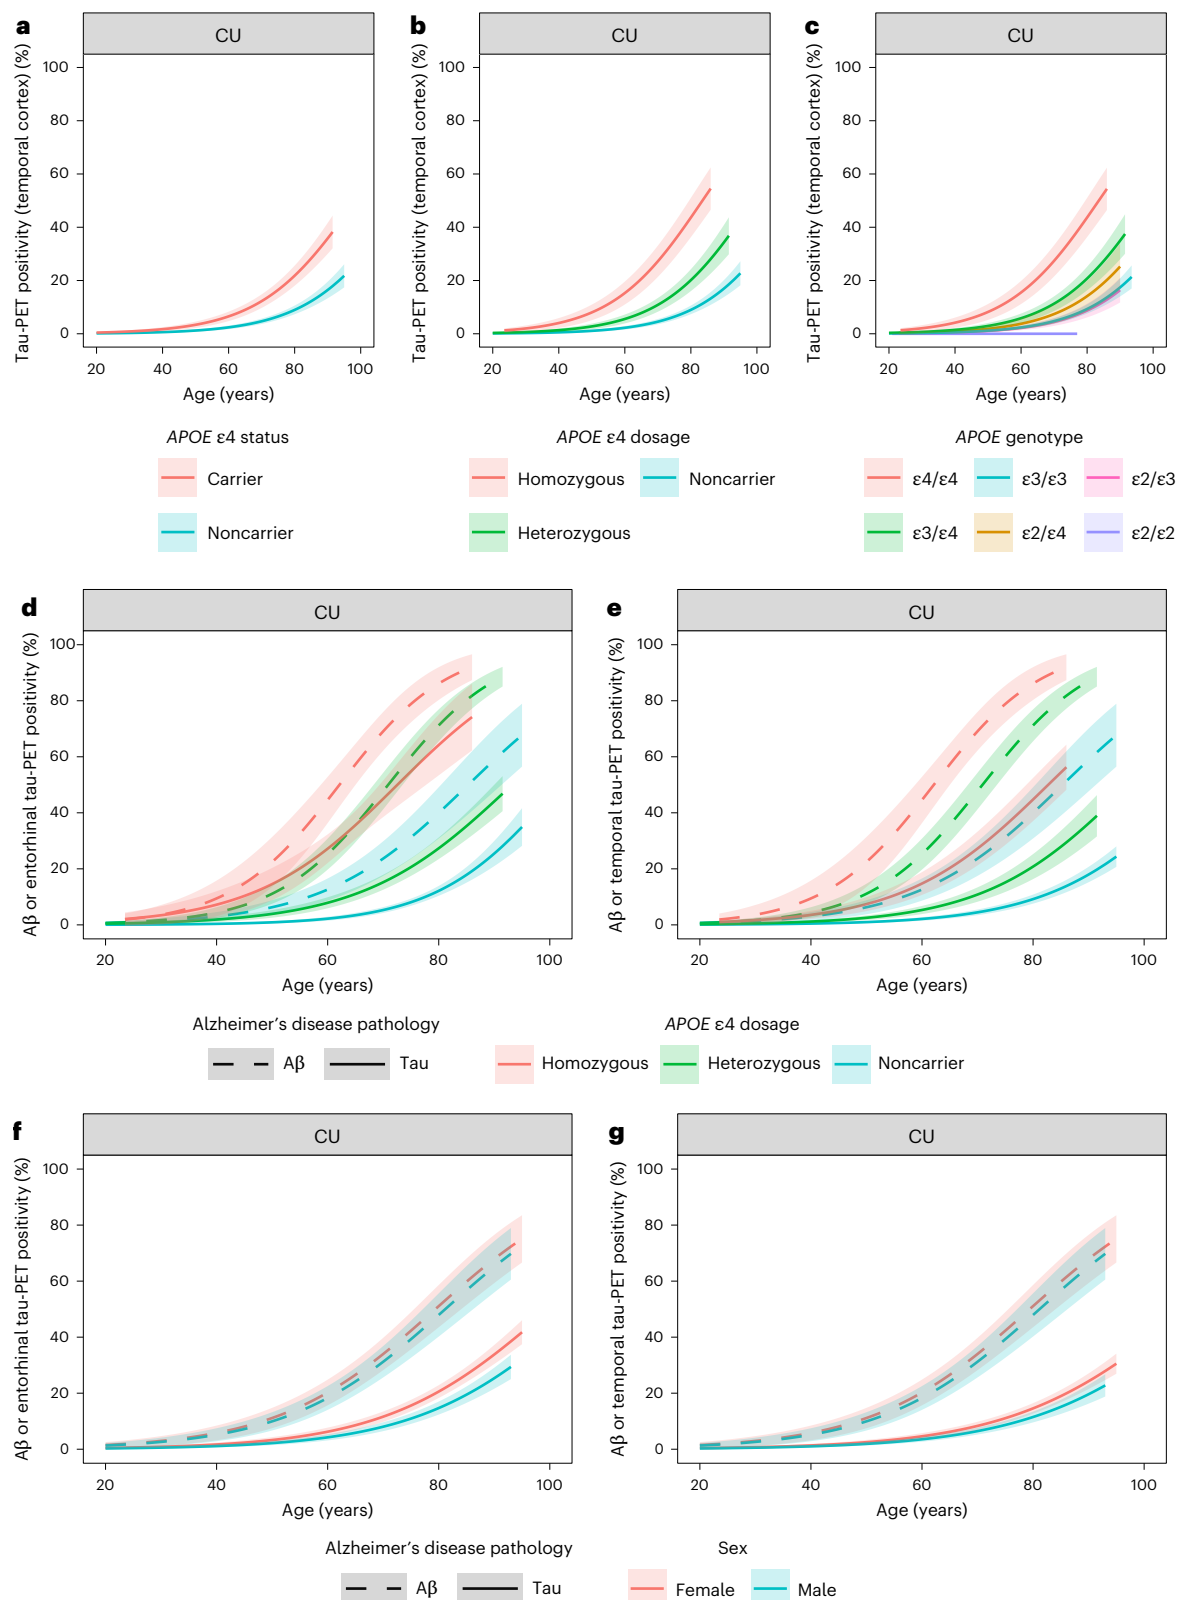 a
b
c
CU
CU
CU
Tau-PET positivity (temporal cortex) (%)
100
80
60
40
20
0
20 40 60 80 100
Age (years)
Tau-PET positivity (temporal cortex) (%)
100
80
60
40
20
0
20 40 60 80 100
Age (years)
Tau-PET positivity (temporal cortex) (%)
100
80
60
40
20
0
20 40 60 80 100
Age (years)
APOE ε4 status
Carrier
Noncarrier
APOE ε4 dosage
Homozygous Noncarrier
Heterozygous
APOE genotype
ε4/ε4 ε3/ε3 ε2/ε3
ε3/ε4 ε2/ε4 ε2/ε2
d
CU
Aβ or entorhinal tau-PET positivity (%)
100
80
60
40
20
0
20 40 60 80 100
Age (years)
e
CU
Aβ or temporal tau-PET positivity (%)
100
80
60
40
20
0
20 40 60 80 100
Age (years)
Alzheimer's disease pathology
Aβ Tau
APOE ε4 dosage
Homozygous Heterozygous Noncarrier
f
CU
Aβ or entorhinal tau-PET positivity (%)
100
80
60
40
20
0
20 40 60 80 100
Age (years)
g
CU
Aβ or temporal tau-PET positivity (%)
100
80
60
40
20
0
20 40 60 80 100
Age (years)
Alzheimer's disease pathology
Aβ Tau
Sex
Female Male